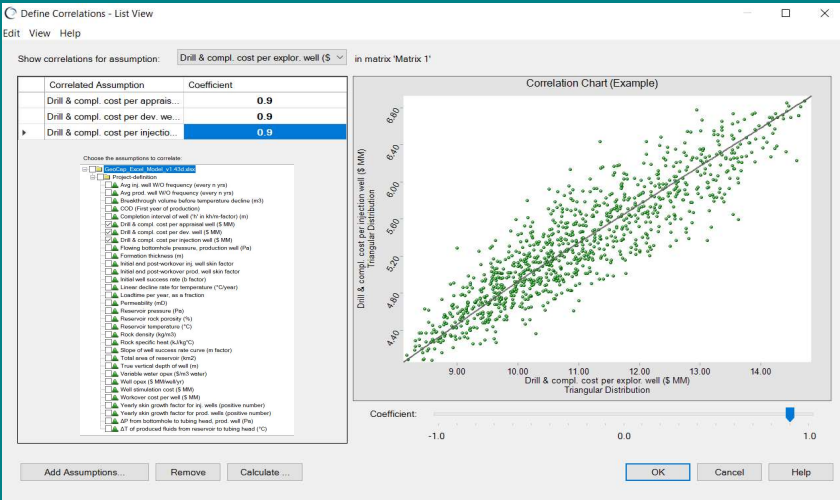 Define Correlations - List View
Edit View Help
Show correlations for assumption: Drill & compl. cost per explor. well ($ in matrix 'Matrix 1'
Correlated Assumption Coefficient
Drill & compl. cost per apprais... 0.9
Drill & compl. cost per dev. we... 0.9
Drill & compl. cost per injectio... 0.9
Choose the assumptions to correlate:
GeoCap_Excel_Model_v1.43d.xlsx
Project-definition
Avg inj. well W/O frequency (every n yrs)
Avg prod. well W/O frequency (every n yrs)
Breakthrough volume before temperature decline (m3)
COD (First year of production)
Completion interval of well ('h' in kh/m-factor) (m)
Drill & compl. cost per appraisal well ($ MM)
Drill & compl. cost per dev. well ($ MM)
Drill & compl. cost per injection well ($ MM)
Flowing bottomhole pressure, production well (Pa)
Formation thickness (m)
Initial and post-workover inj. well skin factor
Initial and post-workover prod. well skin factor
Initial well success rate (b factor)
Linear decline rate for temperature (°C/year)
Loadtime per year, as a fraction
Permeability (mD)
Reservoir pressure (Pa)
Reservoir rock porosity (%)
Reservoir temperature (°C)
Rock density (kg/m3)
Rock specific heat (kJ/kg°C)
Slope of well success rate curve (m factor)
Total area of reservoir (km2)
True vertical depth of well (m)
Variable water opex ($/m3 water)
Well opex ($ MM/well/yr)
Well stimulation cost ($ MM)
Workover cost per well ($ MM)
Yearly skin growth factor for inj. wells (positive number)
Yearly skin growth factor for prod. wells (positive number)
ΔP from bottomhole to tubing head, prod. well (Pa)
ΔT of produced fluids from reservoir to tubing head (°C)
Correlation Chart (Example)
Drill & compl. cost per injection well ($ MM)
Triangular Distribution
6.80
6.40
6.00
5.60
5.20
4.80
4.40
9.00 10.00 11.00 12.00 13.00 14.00
Drill & compl. cost per explor. well ($ MM)
Triangular Distribution
Coefficient:
-1.0 0.0 1.0
Add Assumptions... Remove Calculate ... OK Cancel Help